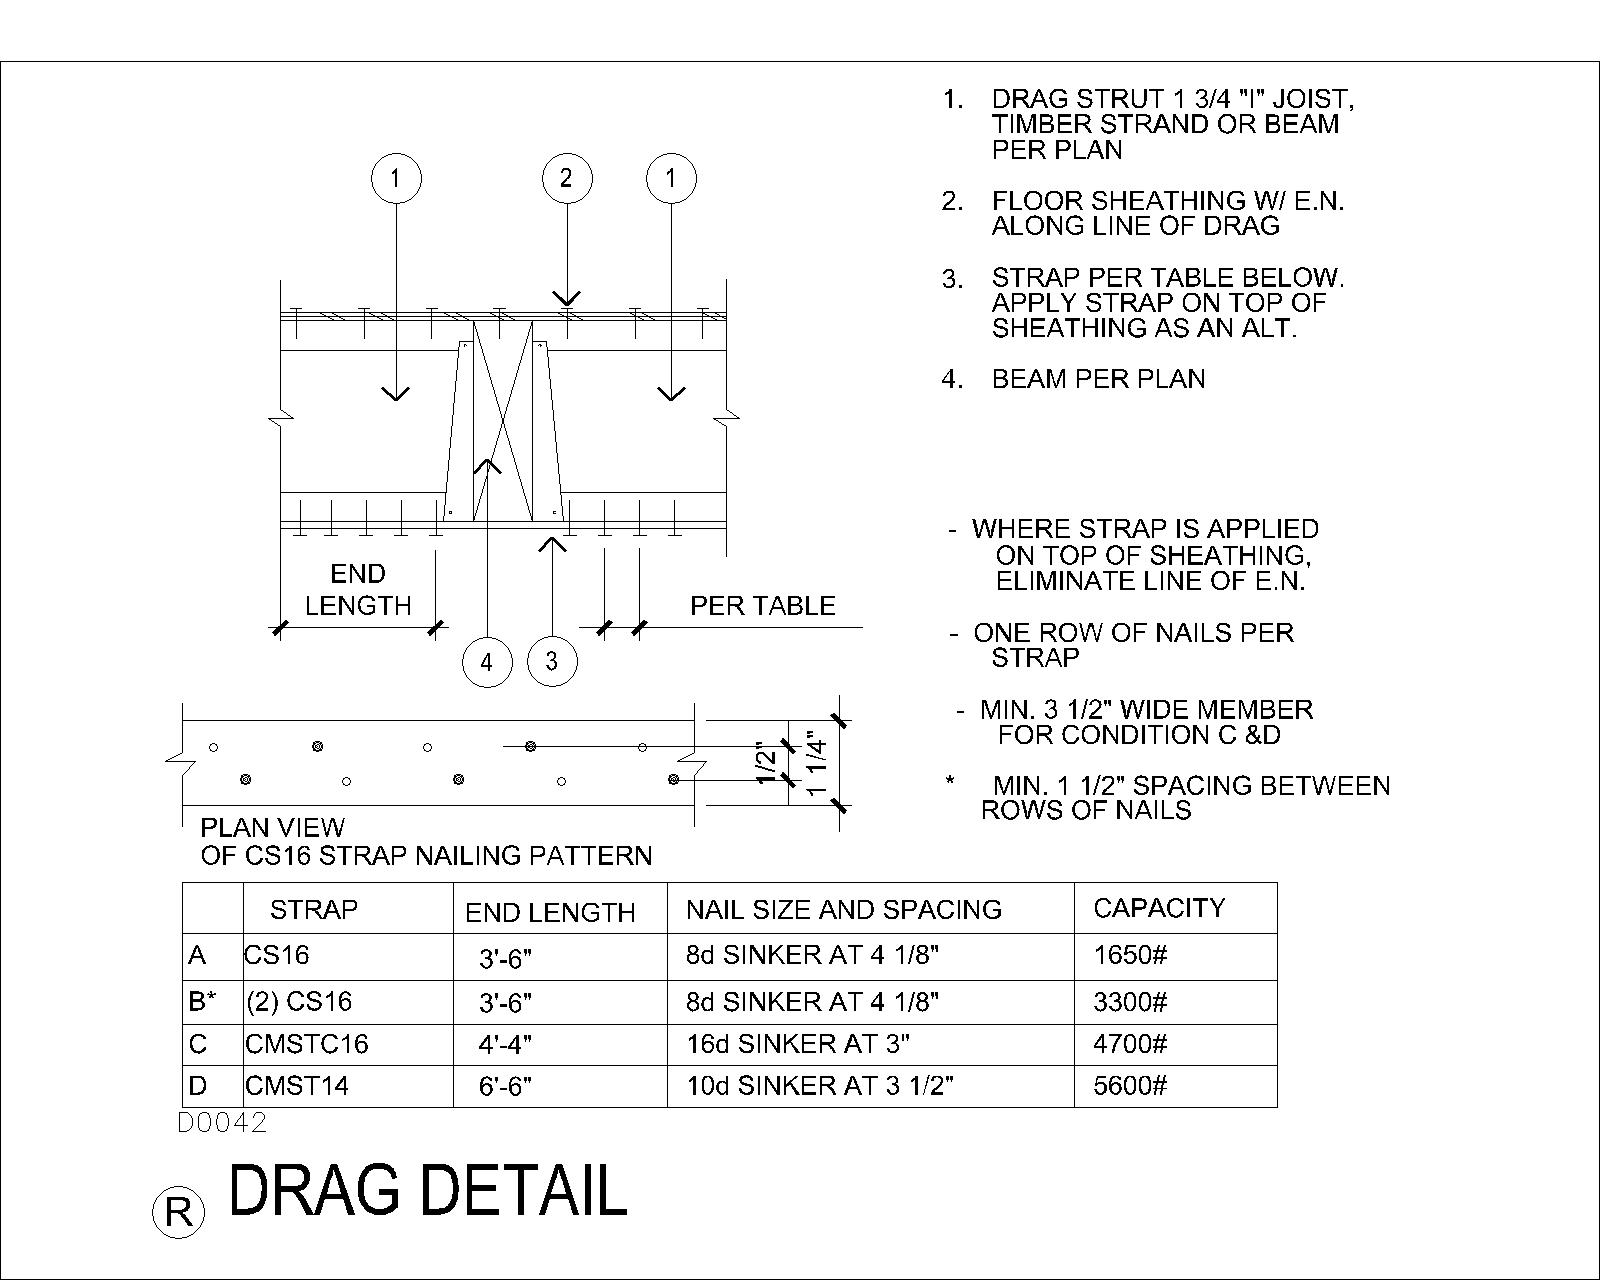 1. DRAG STRUT 1 3/4 "I" JOIST,
TIMBER STRAND OR BEAM
PER PLAN
2. FLOOR SHEATHING W/ E.N.
ALONG LINE OF DRAG
3. STRAP PER TABLE BELOW.
APPLY STRAP ON TOP OF
SHEATHING AS AN ALT.
4. BEAM PER PLAN
1 2 1
END
LENGTH
PER TABLE
4 3
- WHERE STRAP IS APPLIED
ON TOP OF SHEATHING,
ELIMINATE LINE OF E.N.
- ONE ROW OF NAILS PER
STRAP
- MIN. 3 1/2" WIDE MEMBER
FOR CONDITION C &D
* MIN. 1 1/2" SPACING BETWEEN
ROWS OF NAILS
1/2"
1 1/4"
PLAN VIEW
OF CS16 STRAP NAILING PATTERN
STRAP END LENGTH NAIL SIZE AND SPACING CAPACITY
A CS16 3'-6" 8d SINKER AT 4 1/8" 1650#
B* (2) CS16 3'-6" 8d SINKER AT 4 1/8" 3300#
C CMSTC16 4'-4" 16d SINKER AT 3" 4700#
D CMST14 6'-6" 10d SINKER AT 3 1/2" 5600#
D0042
R DRAG DETAIL